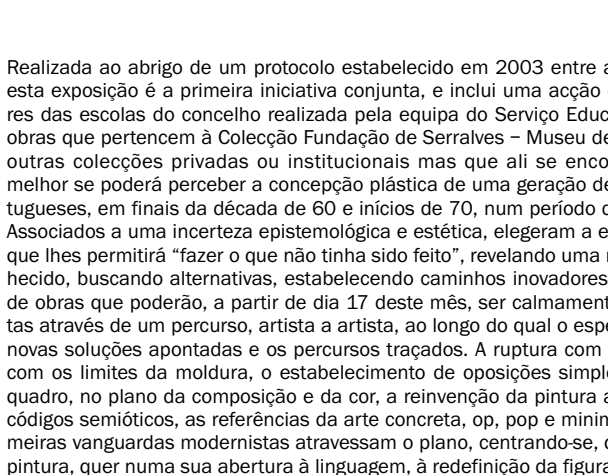 Realizada ao abrigo de um protocolo estabelecido em 2003 entre a
esta exposição é a primeira iniciativa conjunta, e inclui uma acção
res das escolas do concelho realizada pela equipa do Serviço Educ
obras que pertencem à Colecção Fundação de Serralves – Museu de
outras colecções privadas ou institucionais mas que ali se enco
melhor se poderá perceber a concepção plástica de uma geração de
tugueses, em finais da década de 60 e inícios de 70, num período
Associados a uma incerteza epistemológica e estética, elegeram a e
que lhes permitirá “fazer o que não tinha sido feito”, revelando uma
hecido, buscando alternativas, estabelecendo caminhos inovadores
de obras que poderão, a partir de dia 17 deste mês, ser calmament
tas através de um percurso, artista a artista, ao longo do qual o espe
novas soluções apontadas e os percursos traçados. A ruptura com
com os limites da moldura, o estabelecimento de oposições simple
quadro, no plano da composição e da cor, a reinvenção da pintura a
códigos semióticos, as referências da arte concreta, op, pop e minim
meiras vanguardas modernistas atravessam o plano, centrando-se,
pintura, quer numa sua abertura à linguagem, à redefinição da figura